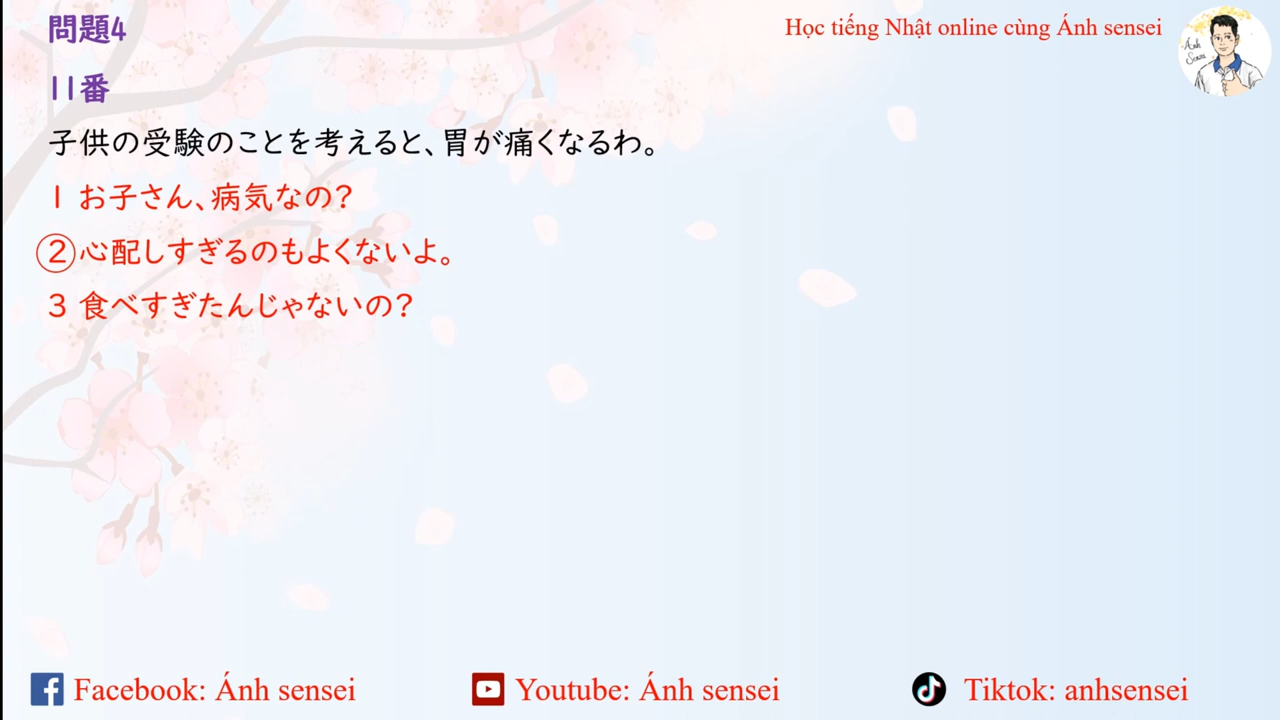 問題4
Học tiếng Nhật online cùng Ánh sensei
Ánh
Sensei
11番
子供の受験のことを考えると、胃が痛くなるわ。
1 お子さん、病気なの?
② 心配しすぎるのもよくないよ。
3 食べすぎたんじゃないの?
Facebook: Ánh sensei
Youtube: Ánh sensei
Tiktok: anhsensei